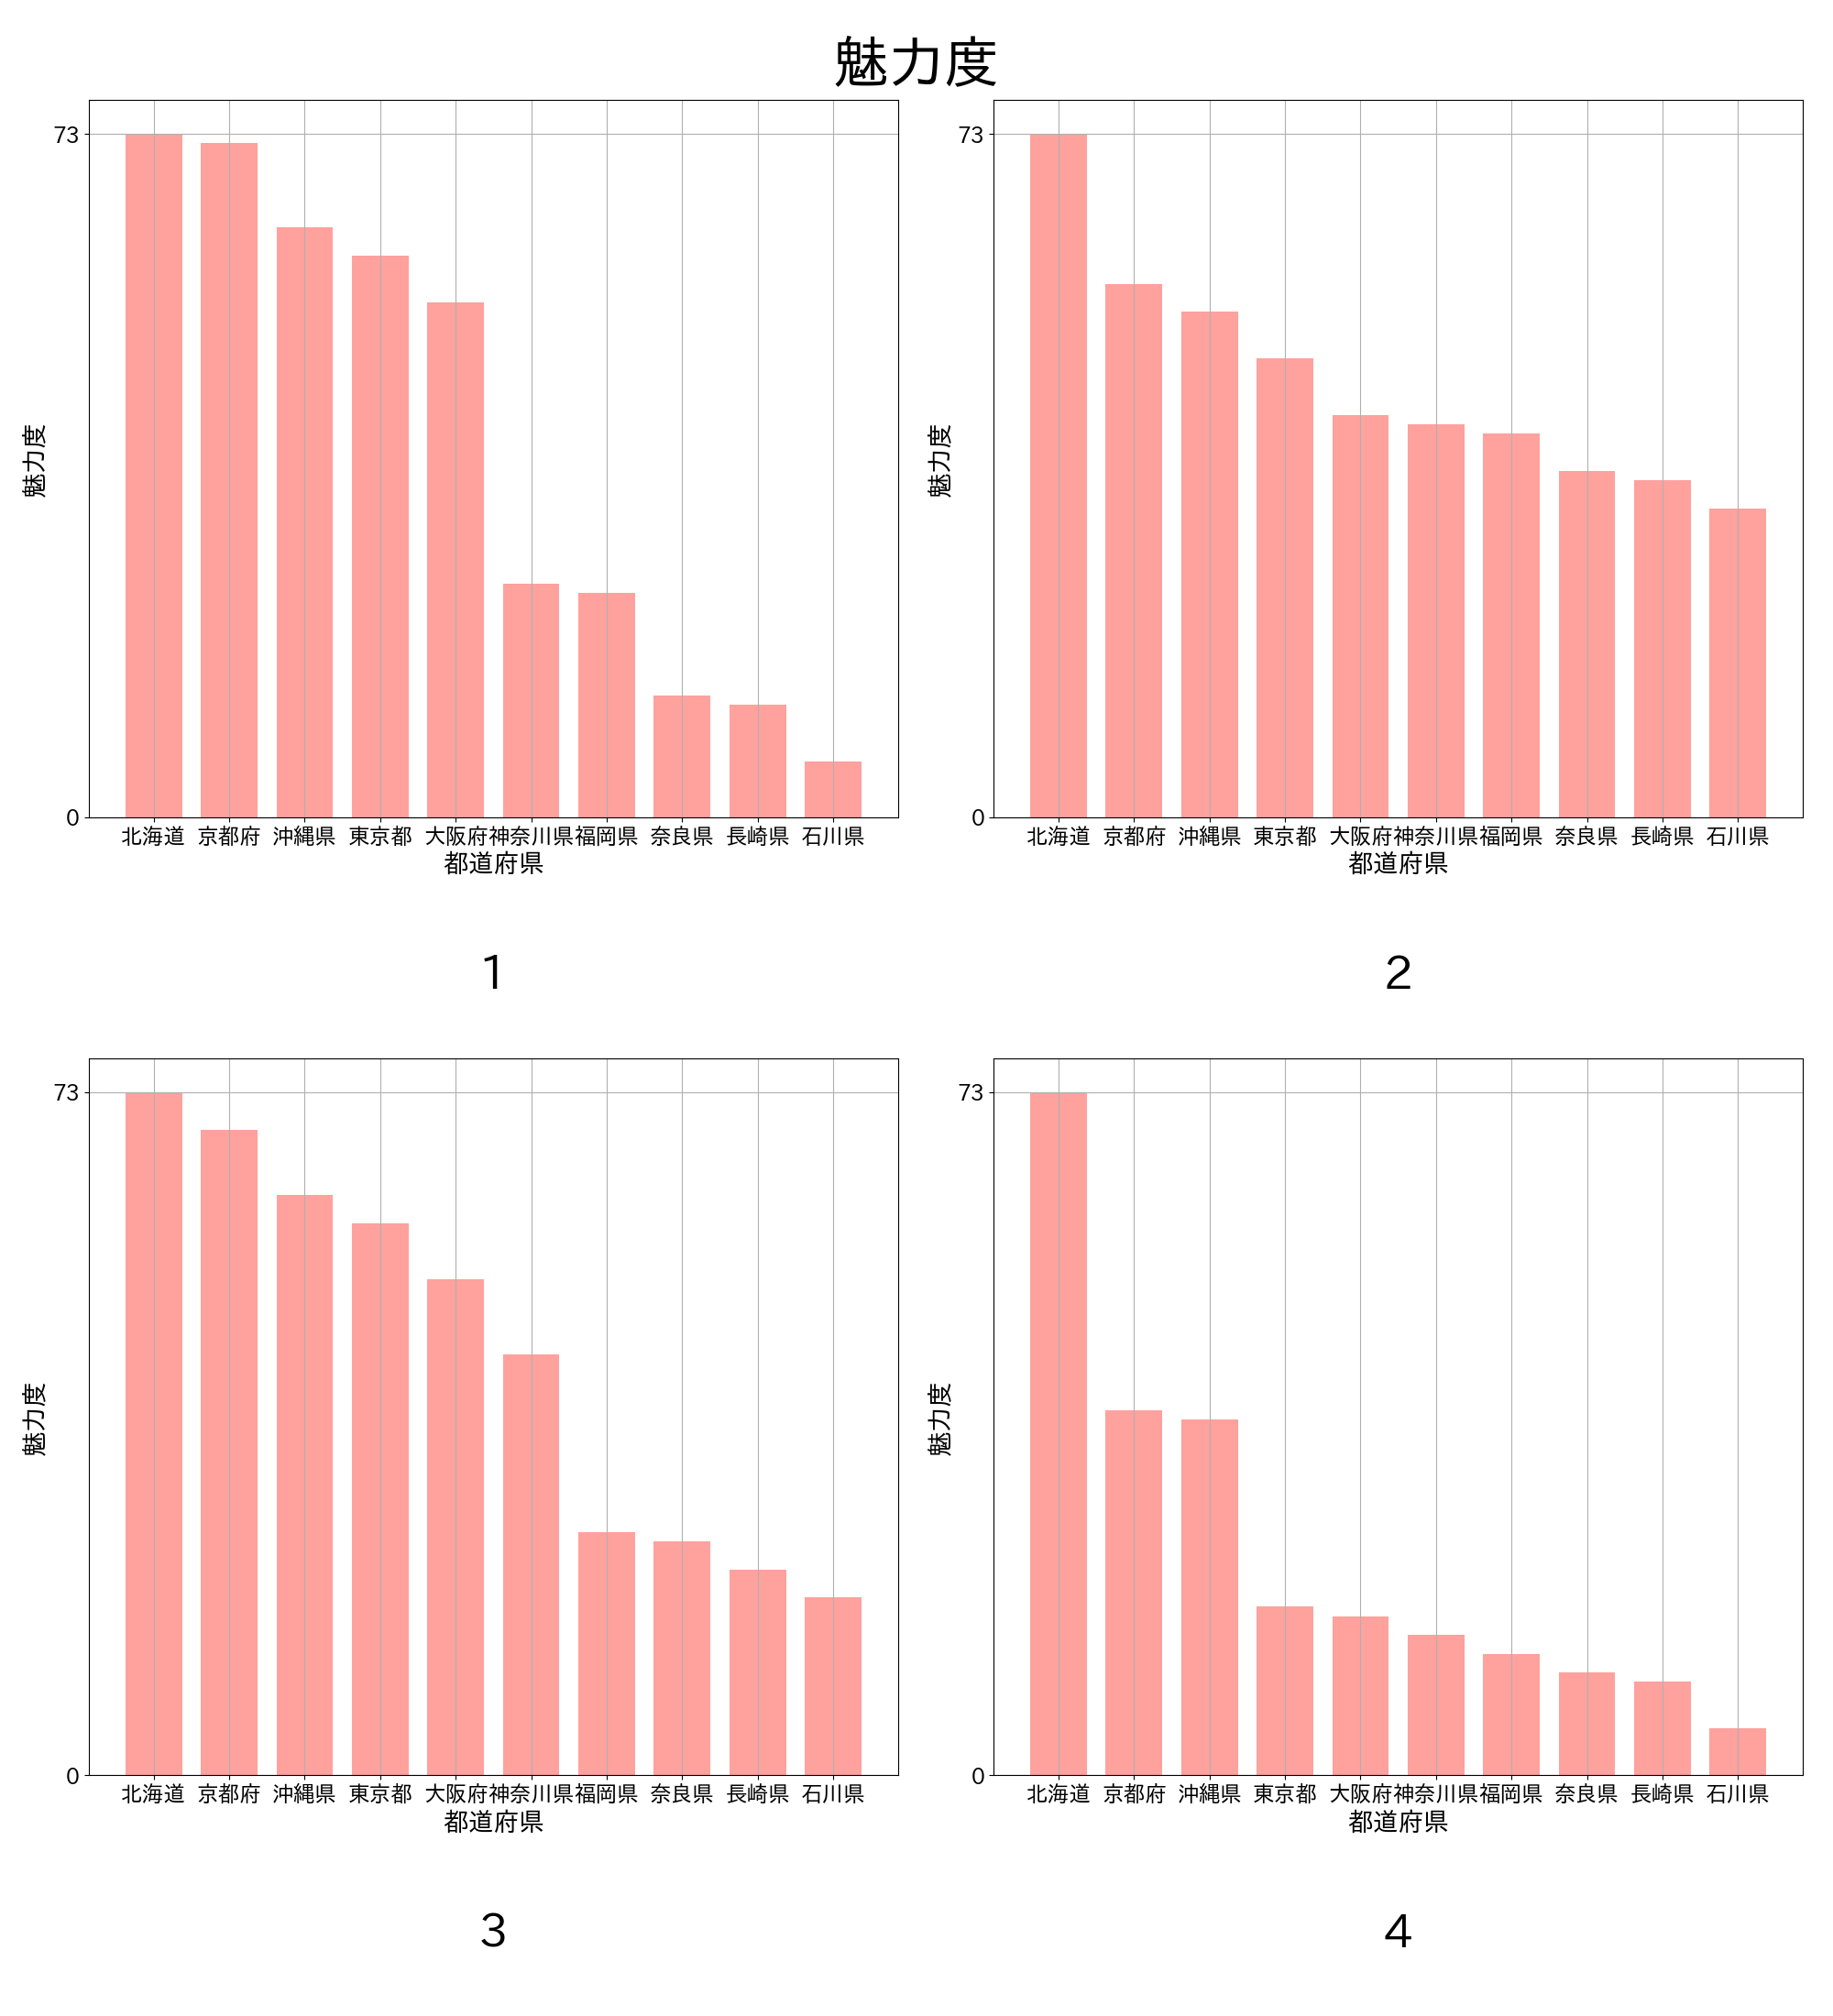 魅力度
73
0
魅力度
北海道 京都府 沖縄県 東京都 大阪府 神奈川県 福岡県 奈良県 長崎県 石川県
都道府県
1
73
0
魅力度
北海道 京都府 沖縄県 東京都 大阪府 神奈川県 福岡県 奈良県 長崎県 石川県
都道府県
2
73
0
魅力度
北海道 京都府 沖縄県 東京都 大阪府 神奈川県 福岡県 奈良県 長崎県 石川県
都道府県
3
73
0
魅力度
北海道 京都府 沖縄県 東京都 大阪府 神奈川県 福岡県 奈良県 長崎県 石川県
都道府県
4